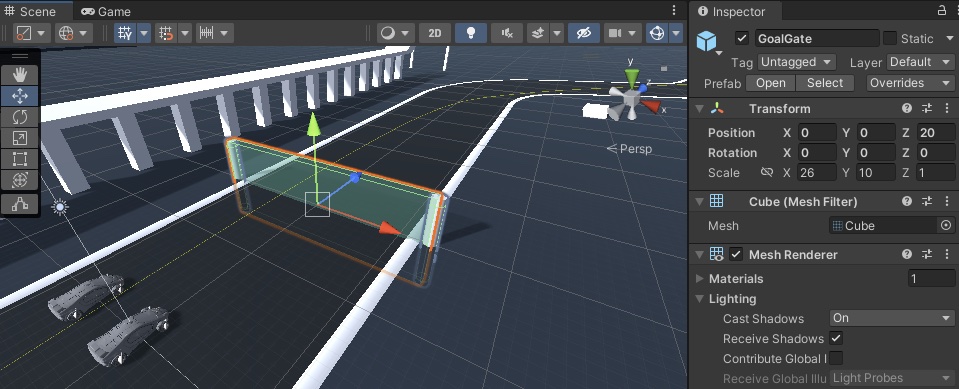 Scene Game
2D
y
z
x
Persp
Inspector
GoalGate Static
Tag Untagged Layer Default
Prefab Open Select Overrides
Transform
Position X 0 Y 0 Z 20
Rotation X 0 Y 0 Z 0
Scale X 26 Y 10 Z 1
Cube (Mesh Filter)
Mesh Cube
Mesh Renderer
Materials 1
Lighting
Cast Shadows On
Receive Shadows
Contribute Global I
Receive Global Illu Light Probes